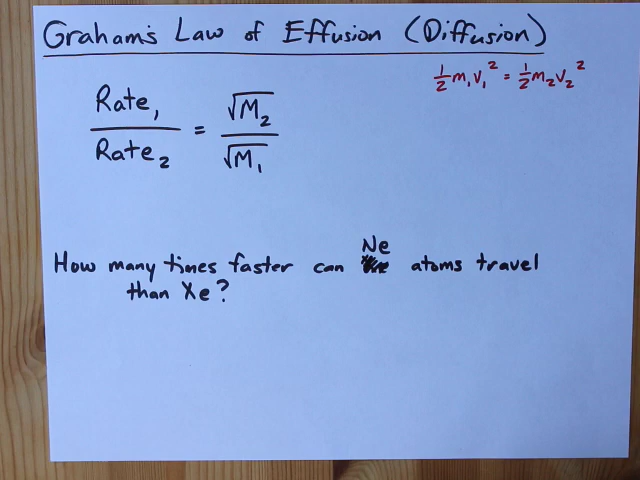 Graham's Law of Effusion (Diffusion)
½m₁v₁² = ½m₂v₂²
Rate₁ / Rate₂ = √M₂ / √M₁
How many times faster can Ne atoms travel
than Xe?